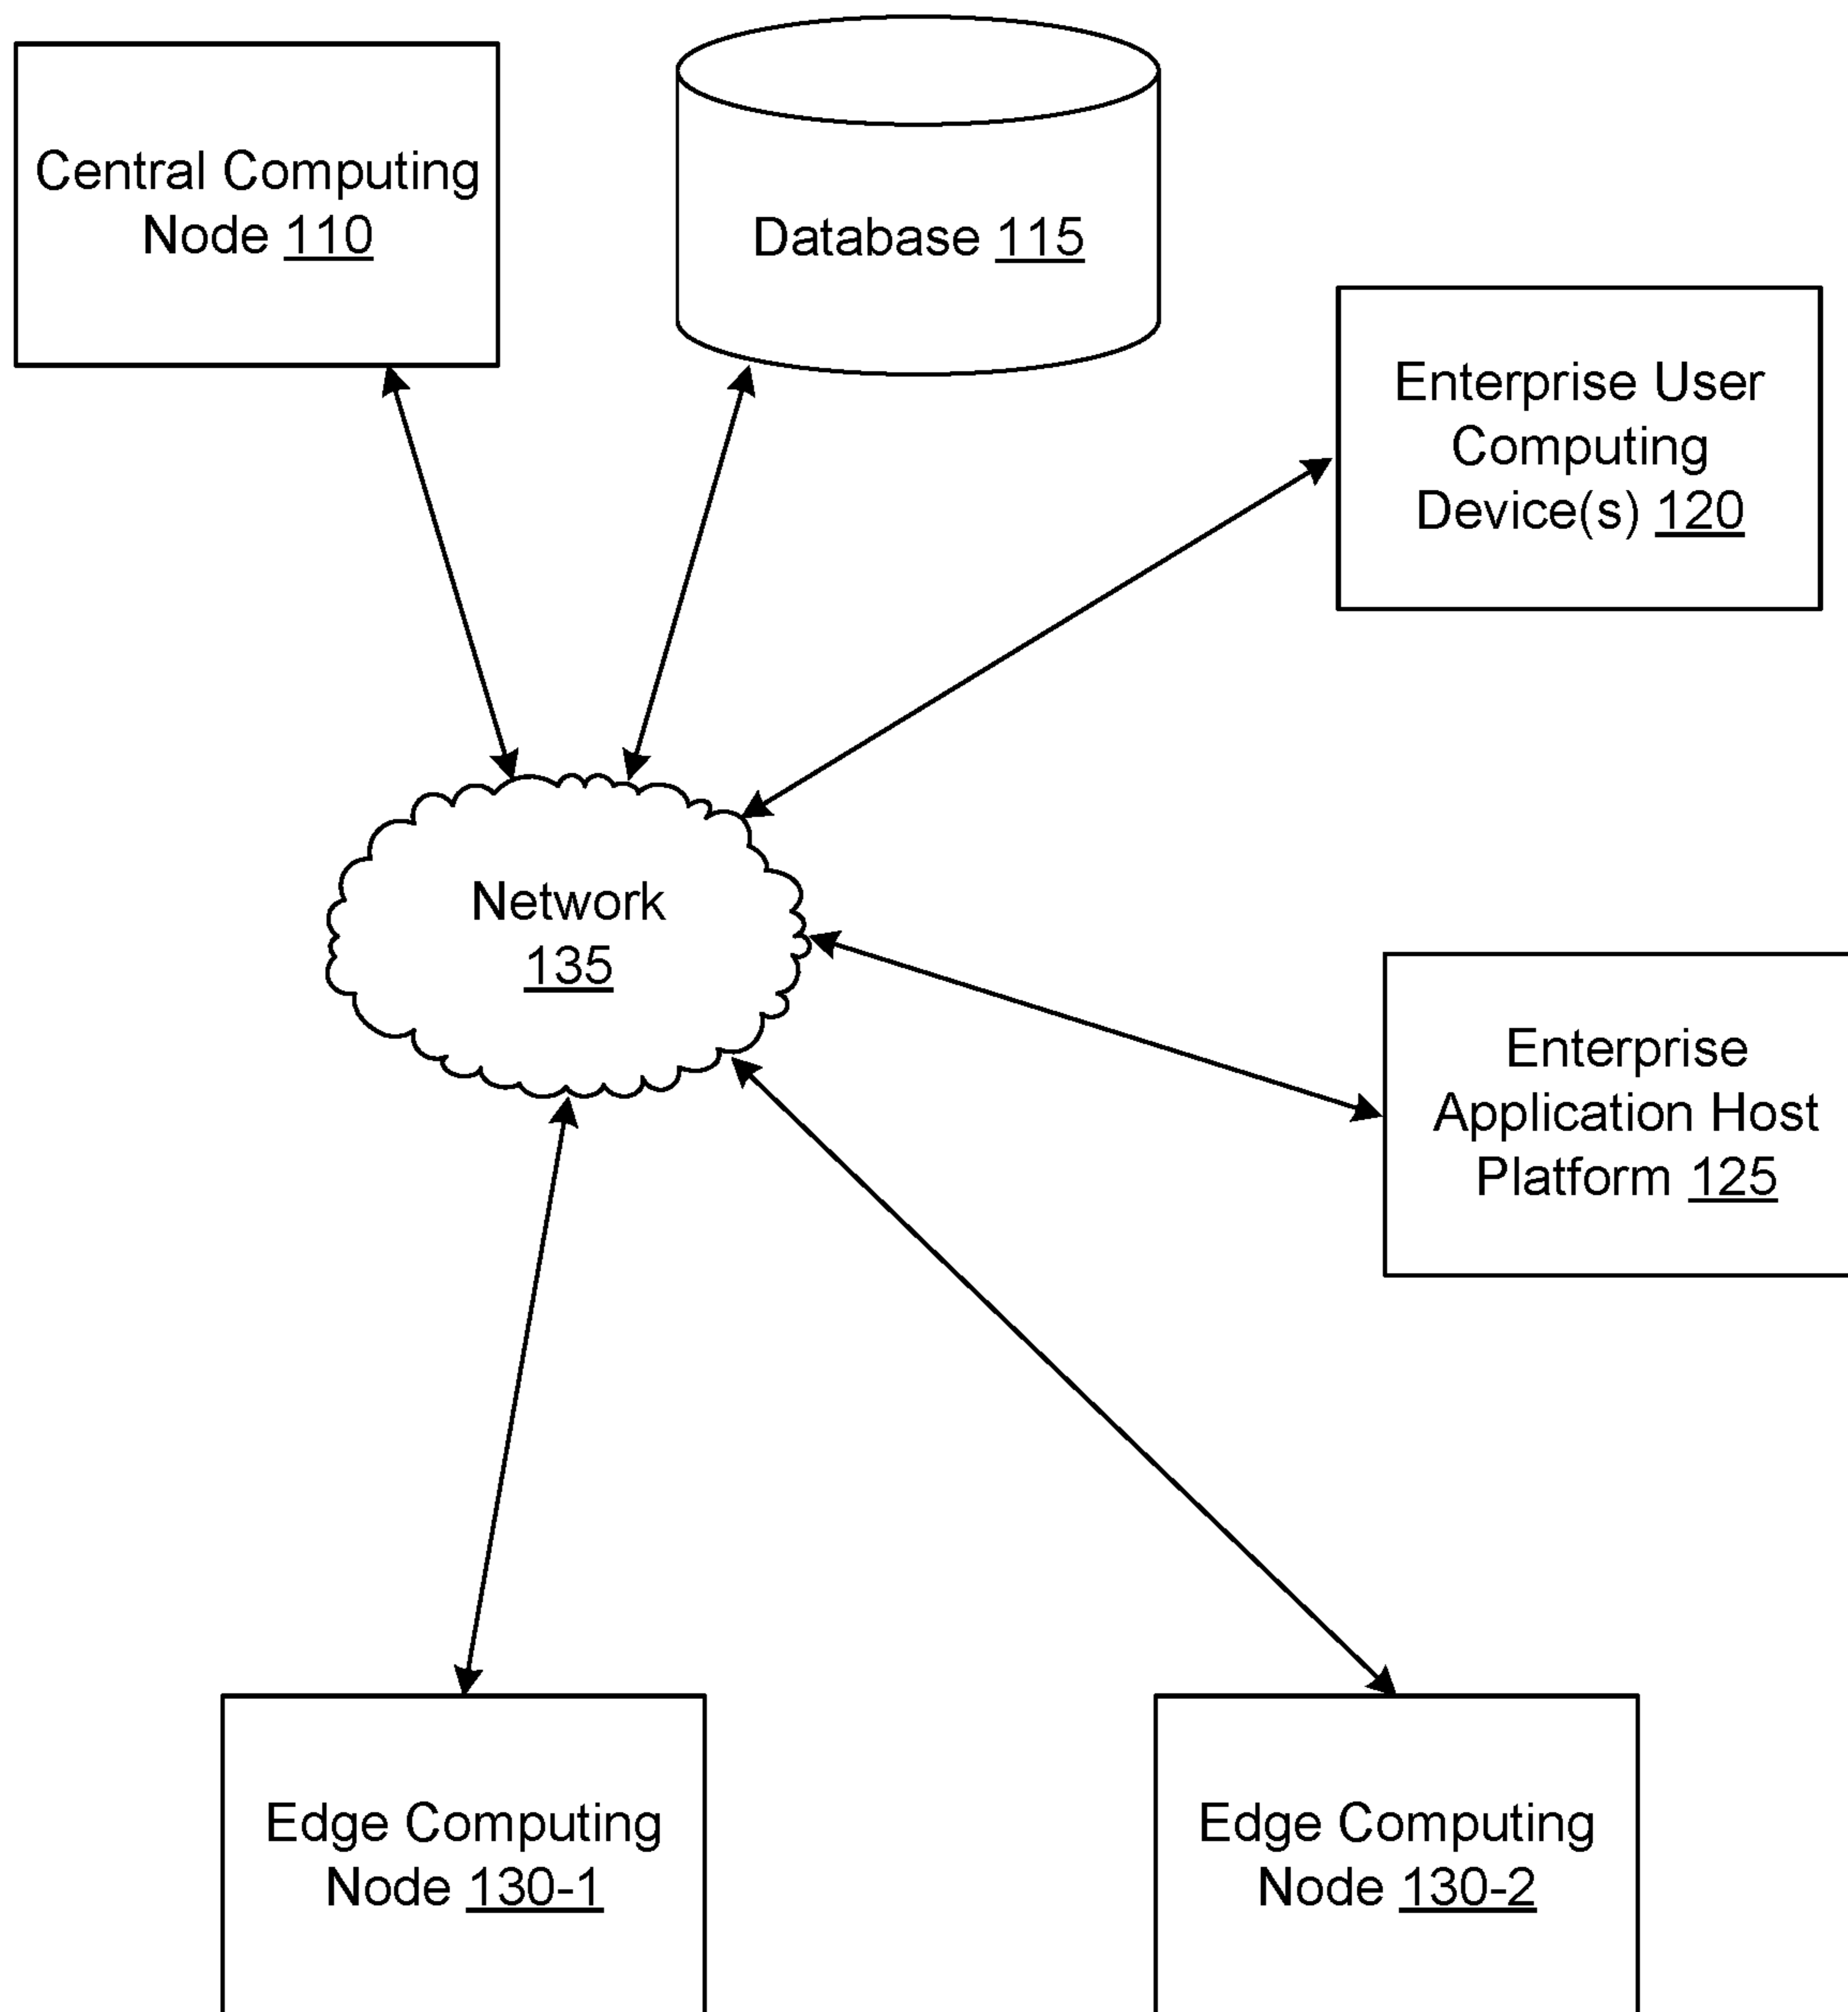 Central Computing
Node 110
Database 115
Enterprise User
Computing
Device(s) 120
Network
135
Enterprise
Application Host
Platform 125
Edge Computing
Node 130-1
Edge Computing
Node 130-2